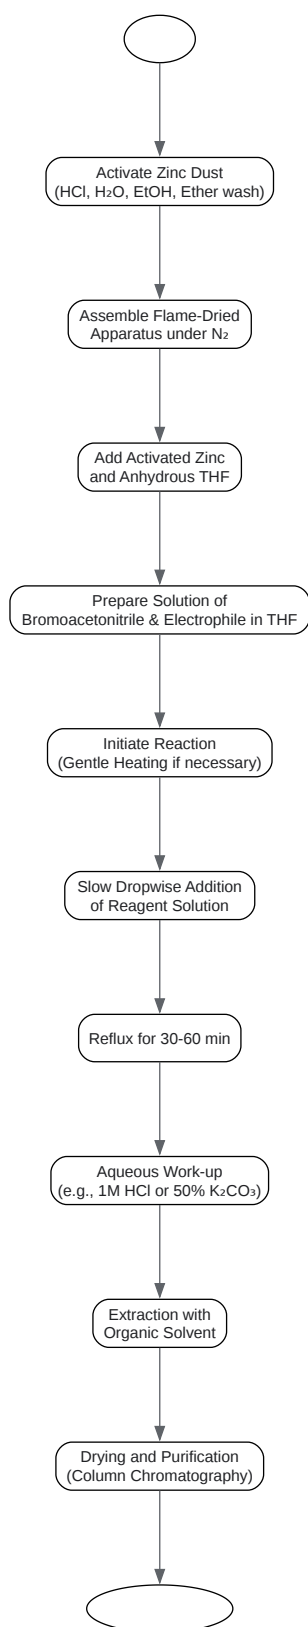 Activate Zinc Dust
(HCl, H₂O, EtOH, Ether wash)
Assemble Flame-Dried
Apparatus under N₂
Add Activated Zinc
and Anhydrous THF
Prepare Solution of
Bromoacetonitrile & Electrophile in THF
Initiate Reaction
(Gentle Heating if necessary)
Slow Dropwise Addition
of Reagent Solution
Reflux for 30-60 min
Aqueous Work-up
(e.g., 1M HCl or 50% K₂CO₃)
Extraction with
Organic Solvent
Drying and Purification
(Column Chromatography)